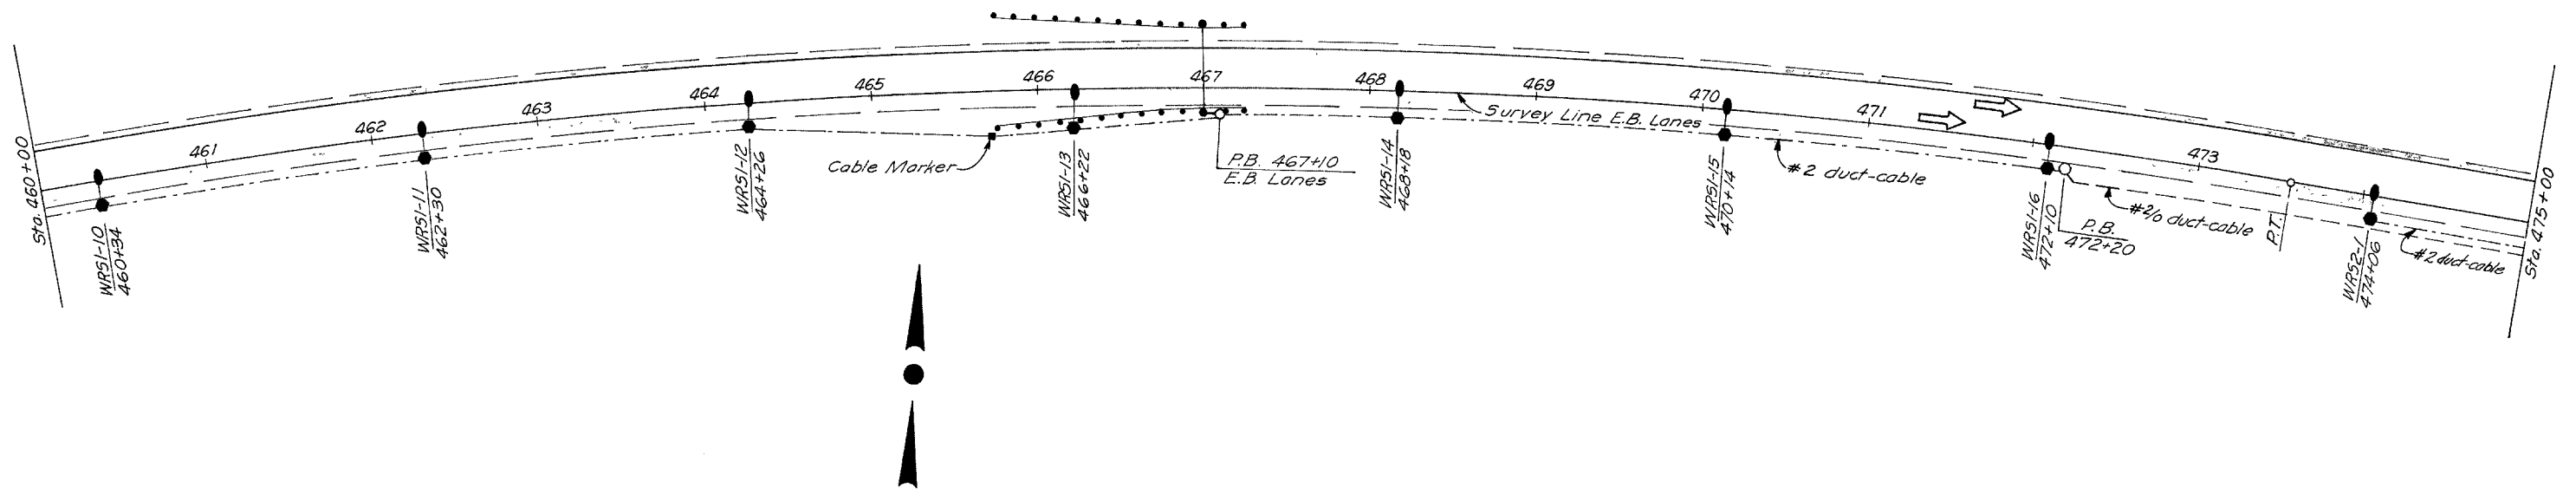 Sta. 460+00
461
462
463
464
465
466
467
468
469
470
471
473
Survey Line E.B. Lanes
Cable Marker
P.B. 467+10
E.B. Lanes
#2 duct-cable
#2/0 duct-cable
P.B.
472+20
P.T.
#2 duct-cable
WRS1-10
460+34
WRS1-11
462+30
WRS1-12
464+26
WRS1-13
466+22
WRS1-14
468+18
WRS1-15
470+14
WRS1-16
472+10
WRS2-1
474+06
Sta. 475+00